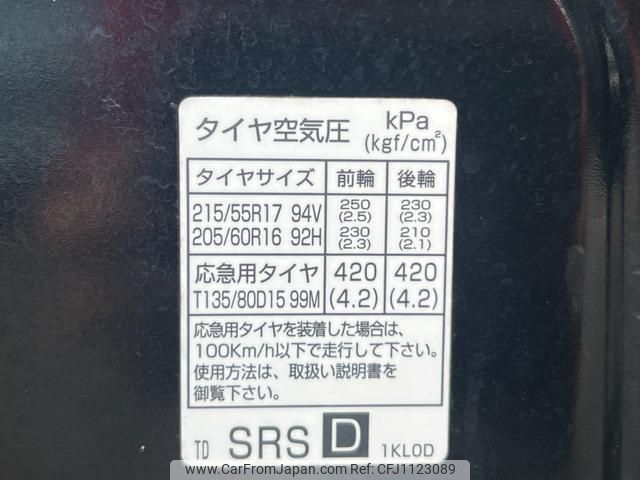 タイヤ空気圧 kPa
(kgf/cm²)
タイヤサイズ 前輪 後輪
215/55R17 94V 250 (2.5) 230 (2.3)
205/60R16 92H 230 (2.3) 210 (2.1)
応急用タイヤ 420 420
T135/80D15 99M (4.2) (4.2)
応急用タイヤを装着した場合は、
100Km/h以下で走行して下さい。
使用方法は、取扱い説明書を
御覧下さい。
TD SRS D 1KL0D
www.carfromjapan.com - CFJ1123089